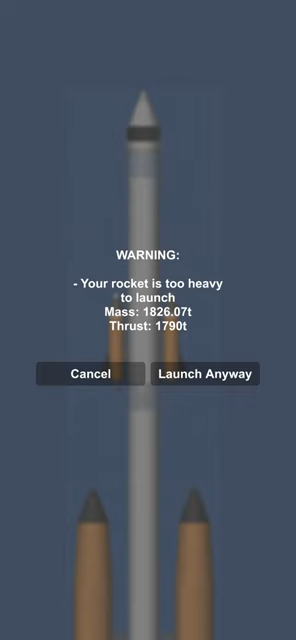 WARNING:
- Your rocket is too heavy
to launch
Mass: 1826.07t
Thrust: 1790t
Cancel
Launch Anyway